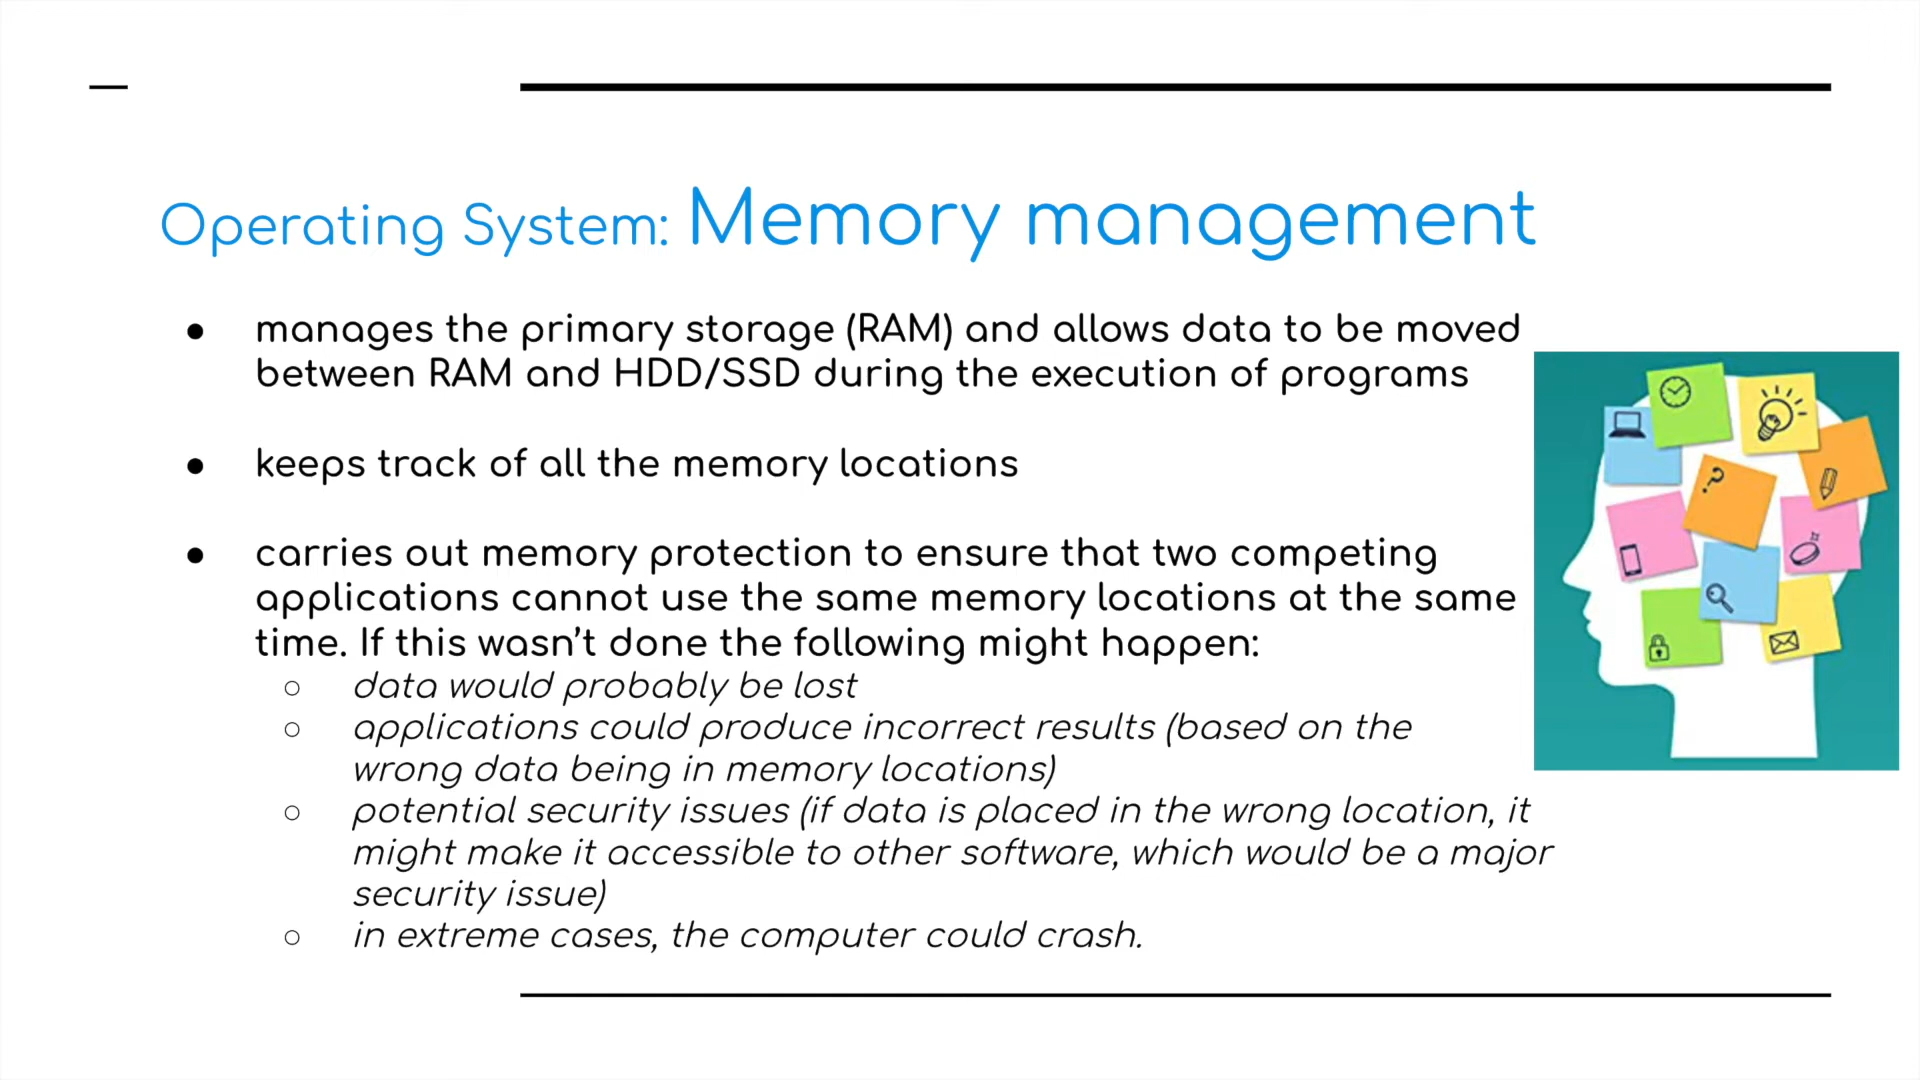 Operating System: Memory management
● manages the primary storage (RAM) and allows data to be moved
between RAM and HDD/SSD during the execution of programs
● keeps track of all the memory locations
● carries out memory protection to ensure that two competing
applications cannot use the same memory locations at the same
time. If this wasn’t done the following might happen:
○ data would probably be lost
○ applications could produce incorrect results (based on the
wrong data being in memory locations)
○ potential security issues (if data is placed in the wrong location, it
might make it accessible to other software, which would be a major
security issue)
○ in extreme cases, the computer could crash.
?